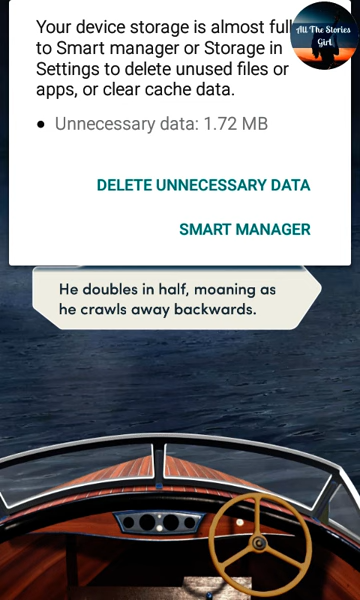 Your device storage is almost full
to Smart manager or Storage in
Settings to delete unused files or
apps, or clear cache data.
All The Stories
Girl
● Unnecessary data: 1.72 MB
DELETE UNNECESSARY DATA
SMART MANAGER
He doubles in half, moaning as
he crawls away backwards.